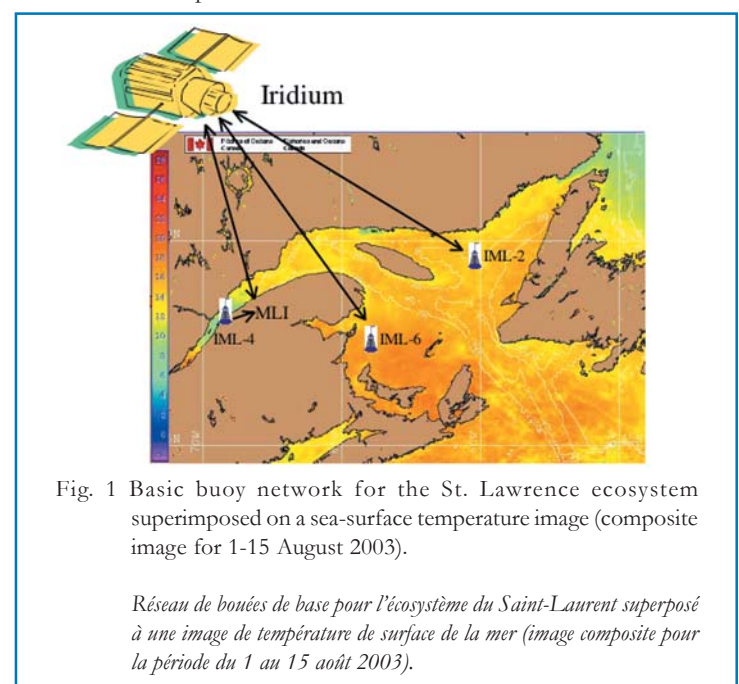 Iridium
Canada
IML-2
MLI
IML-4
IML-6
Fig. 1 Basic buoy network for the St. Lawrence ecosystem
superimposed on a sea-surface temperature image (composite
image for 1-15 August 2003).
Réseau de bouées de base pour l'écosystème du Saint-Laurent superposé
à une image de température de surface de la mer (image composite pour
la période du 1 au 15 août 2003).